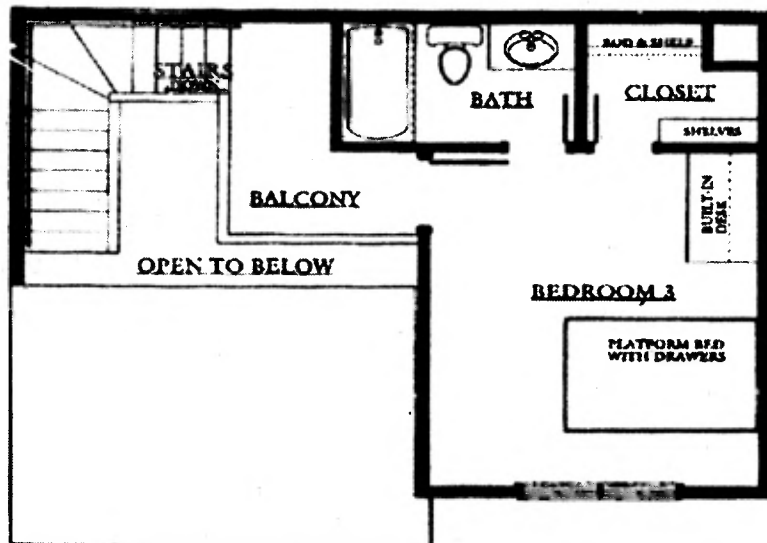 STAIRS
DOWN
BATH
ROD & SHELF
CLOSET
SHELVES
BUILT-IN
DESK
BALCONY
OPEN TO BELOW
BEDROOM 3
PLATFORM BED
WITH DRAWERS